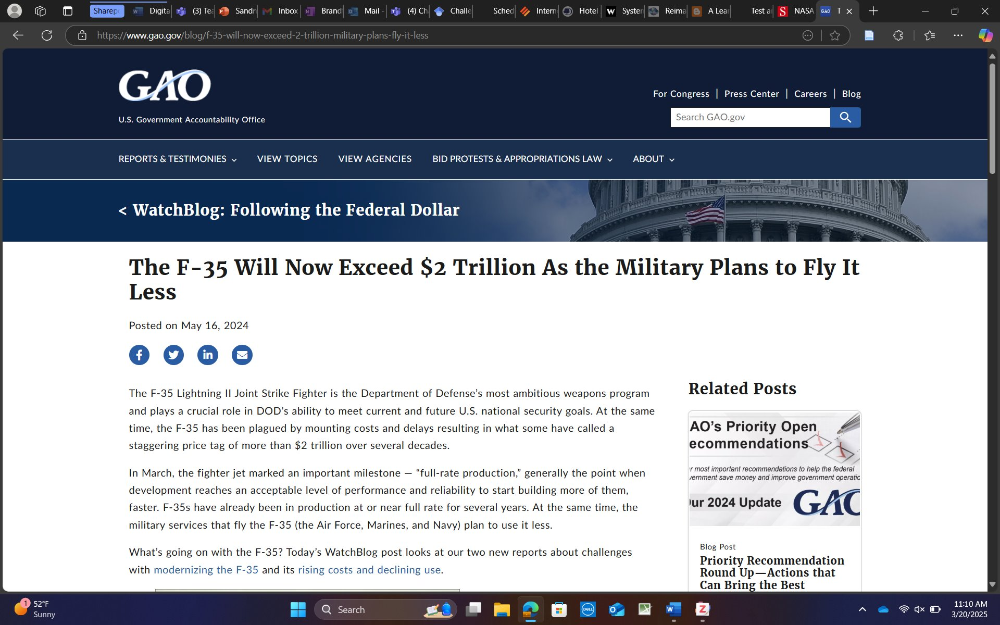 Sharep
Digita
(3) Tea
Sandr
Inbox
Brand
Mail -
(4) Ch
Challe
Sched
Intern
Hotel
W
System
Reima
A Lear
Test a
S
NASA
GAO
T
https://www.gao.gov/blog/f-35-will-now-exceed-2-trillion-military-plans-fly-it-less
GAO
U.S. Government Accountability Office
For Congress | Press Center | Careers | Blog
Search GAO.gov
REPORTS & TESTIMONIES
VIEW TOPICS
VIEW AGENCIES
BID PROTESTS & APPROPRIATIONS LAW
ABOUT
< WatchBlog: Following the Federal Dollar
The F-35 Will Now Exceed $2 Trillion As the Military Plans to Fly It
Less
Posted on May 16, 2024
The F-35 Lightning II Joint Strike Fighter is the Department of Defense’s most ambitious weapons program
and plays a crucial role in DOD’s ability to meet current and future U.S. national security goals. At the same
time, the F-35 has been plagued by mounting costs and delays resulting in what some have called a
staggering price tag of more than $2 trillion over several decades.
In March, the fighter jet marked an important milestone — “full-rate production,” generally the point when
development reaches an acceptable level of performance and reliability to start building more of them,
faster. F-35s have already been in production at or near full rate for several years. At the same time, the
military services that fly the F-35 (the Air Force, Marines, and Navy) plan to use it less.
What’s going on with the F-35? Today’s WatchBlog post looks at our two new reports about challenges
with modernizing the F-35 and its rising costs and declining use.
Related Posts
AO’s Priority Open
ecommendations
r most important recommendations to help the federal
vernment save money and improve government operatic
ur 2024 Update
GAO
Blog Post
Priority Recommendation
Round Up—Actions that
Can Bring the Best
1
52°F
Sunny
Search
DELL
11:10 AM
3/20/2025